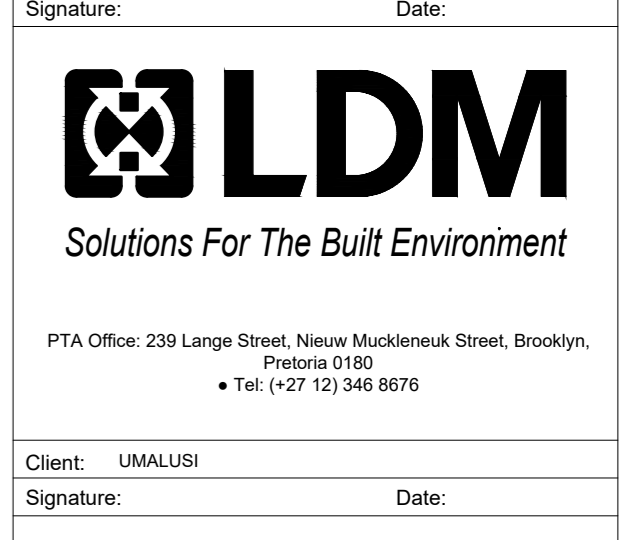 Signature: Date:
LDM
Solutions For The Built Environment
PTA Office: 239 Lange Street, Nieuw Muckleneuk Street, Brooklyn,
Pretoria 0180
● Tel: (+27 12) 346 8676
Client: UMALUSI
Signature: Date: